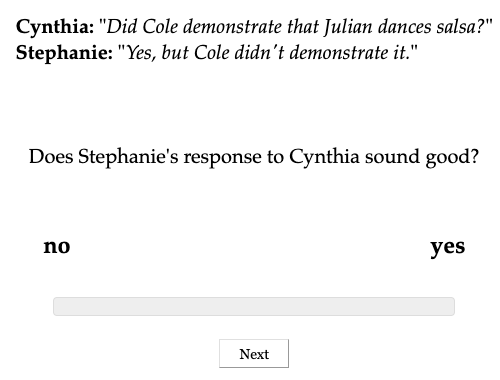 Cynthia: "Did Cole demonstrate that Julian dances salsa?"
Stephanie: "Yes, but Cole didn't demonstrate it."
Does Stephanie's response to Cynthia sound good?
no yes
Next